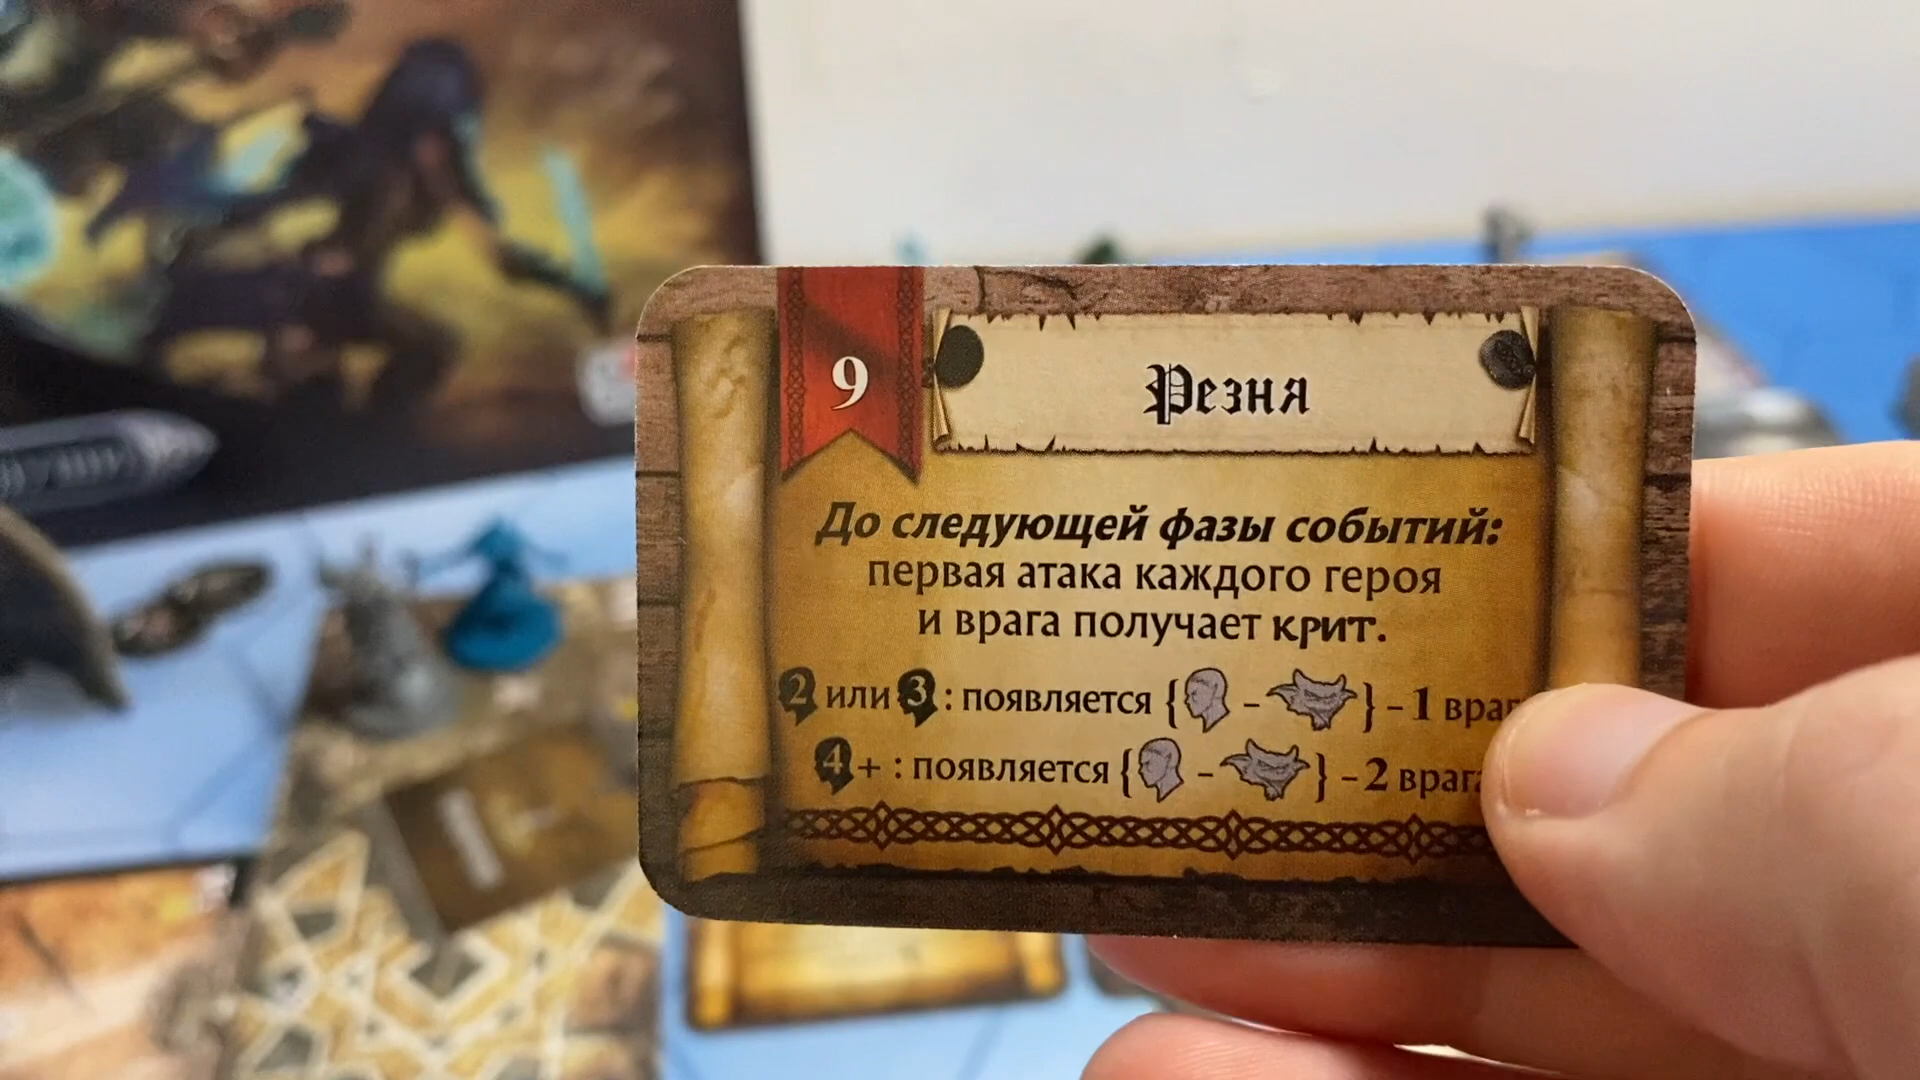 9
Резня
До следующей фазы событий:
первая атака каждого героя
и врага получает крит.
2 или 3 : появляется { - } - 1
4 + : появляется { - } - 2